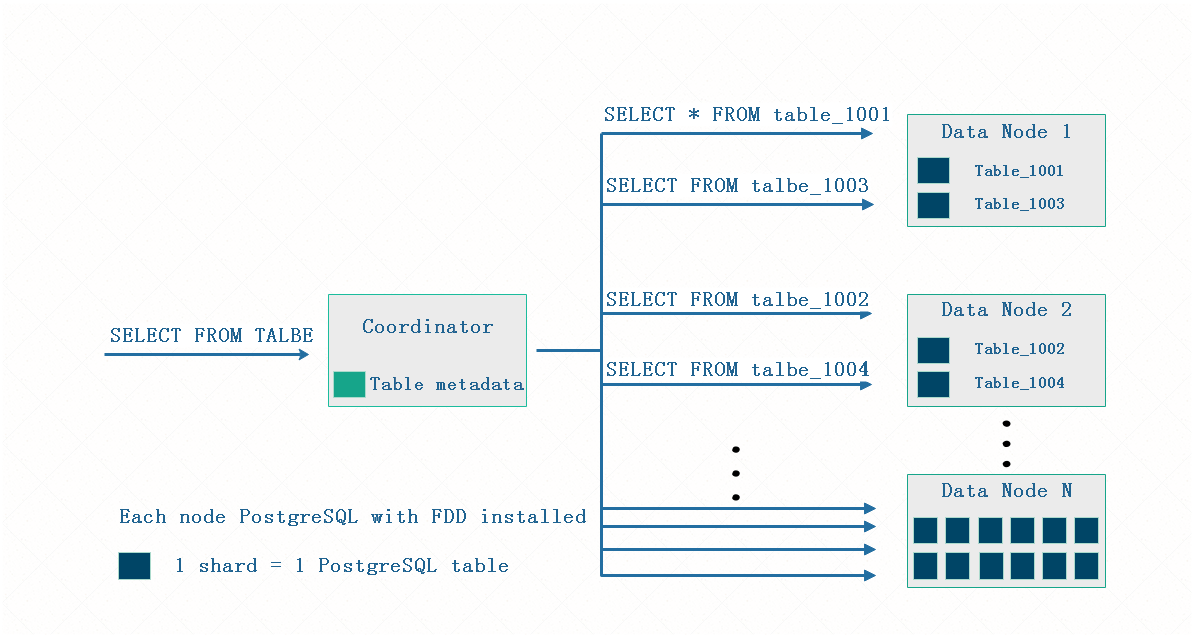 SELECT * FROM table_1001
Data Node 1
Table_1001
SELECT FROM talbe_1003
Table_1003
SELECT FROM talbe_1002
Data Node 2
SELECT FROM TALBE
Coordinator
Table_1002
SELECT FROM talbe_1004
Table metadata
Table_1004
Data Node N
Each node PostgreSQL with FDD installed
1 shard = 1 PostgreSQL table